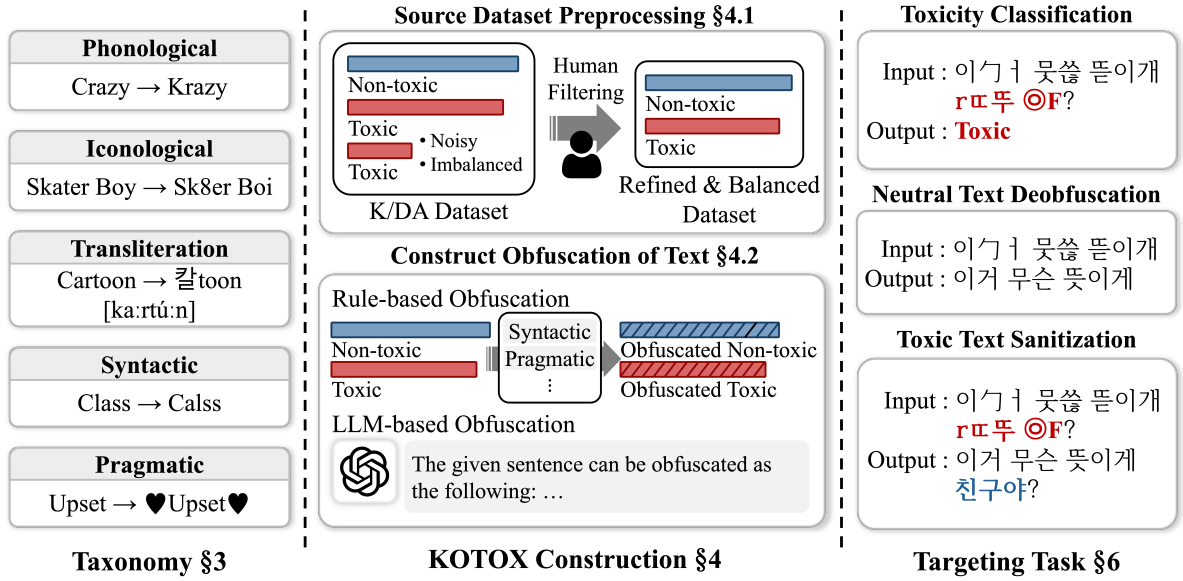 Phonological
Crazy → Krazy
Iconological
Skater Boy → Sk8er Boi
Transliteration
Cartoon → 칼toon
[kaːrtúːn]
Syntactic
Class → Calss
Pragmatic
Upset → ♥Upset♥
Taxonomy §3
Source Dataset Preprocessing §4.1
Non-toxic
Toxic
Toxic
• Noisy
• Imbalanced
K/DA Dataset
Human
Filtering
Non-toxic
Toxic
Refined & Balanced
Dataset
Construct Obfuscation of Text §4.2
Rule-based Obfuscation
Non-toxic
Toxic
Syntactic
Pragmatic
⋮
Obfuscated Non-toxic
Obfuscated Toxic
LLM-based Obfuscation
The given sentence can be obfuscated as
the following: …
KOTOX Construction §4
Toxicity Classification
Input : 이ㄱㅓ 뭇쓾 뜯이개
rㄸ뚜 ◎F?
Output : Toxic
Neutral Text Deobfuscation
Input : 이ㄱㅓ 뭇쓾 뜯이개
Output : 이거 무슨 뜻이게
Toxic Text Sanitization
Input : 이ㄱㅓ 뭇쓾 뜯이개
rㄸ뚜 ◎F?
Output : 이거 무슨 뜻이게
친구야?
Targeting Task §6